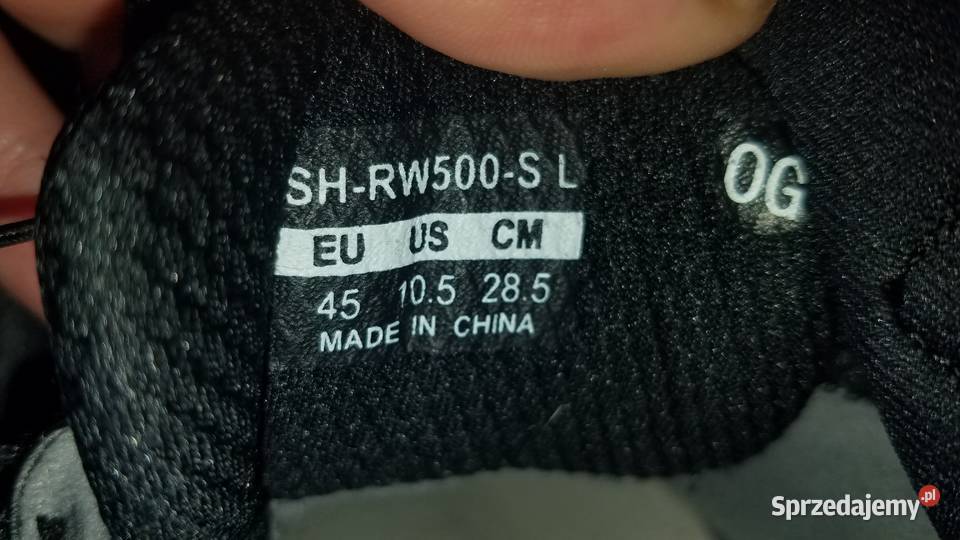 SH-RW500-S L
OG
EU US CM
45 10.5 28.5
MADE IN CHINA
Sprzedajemy.pl